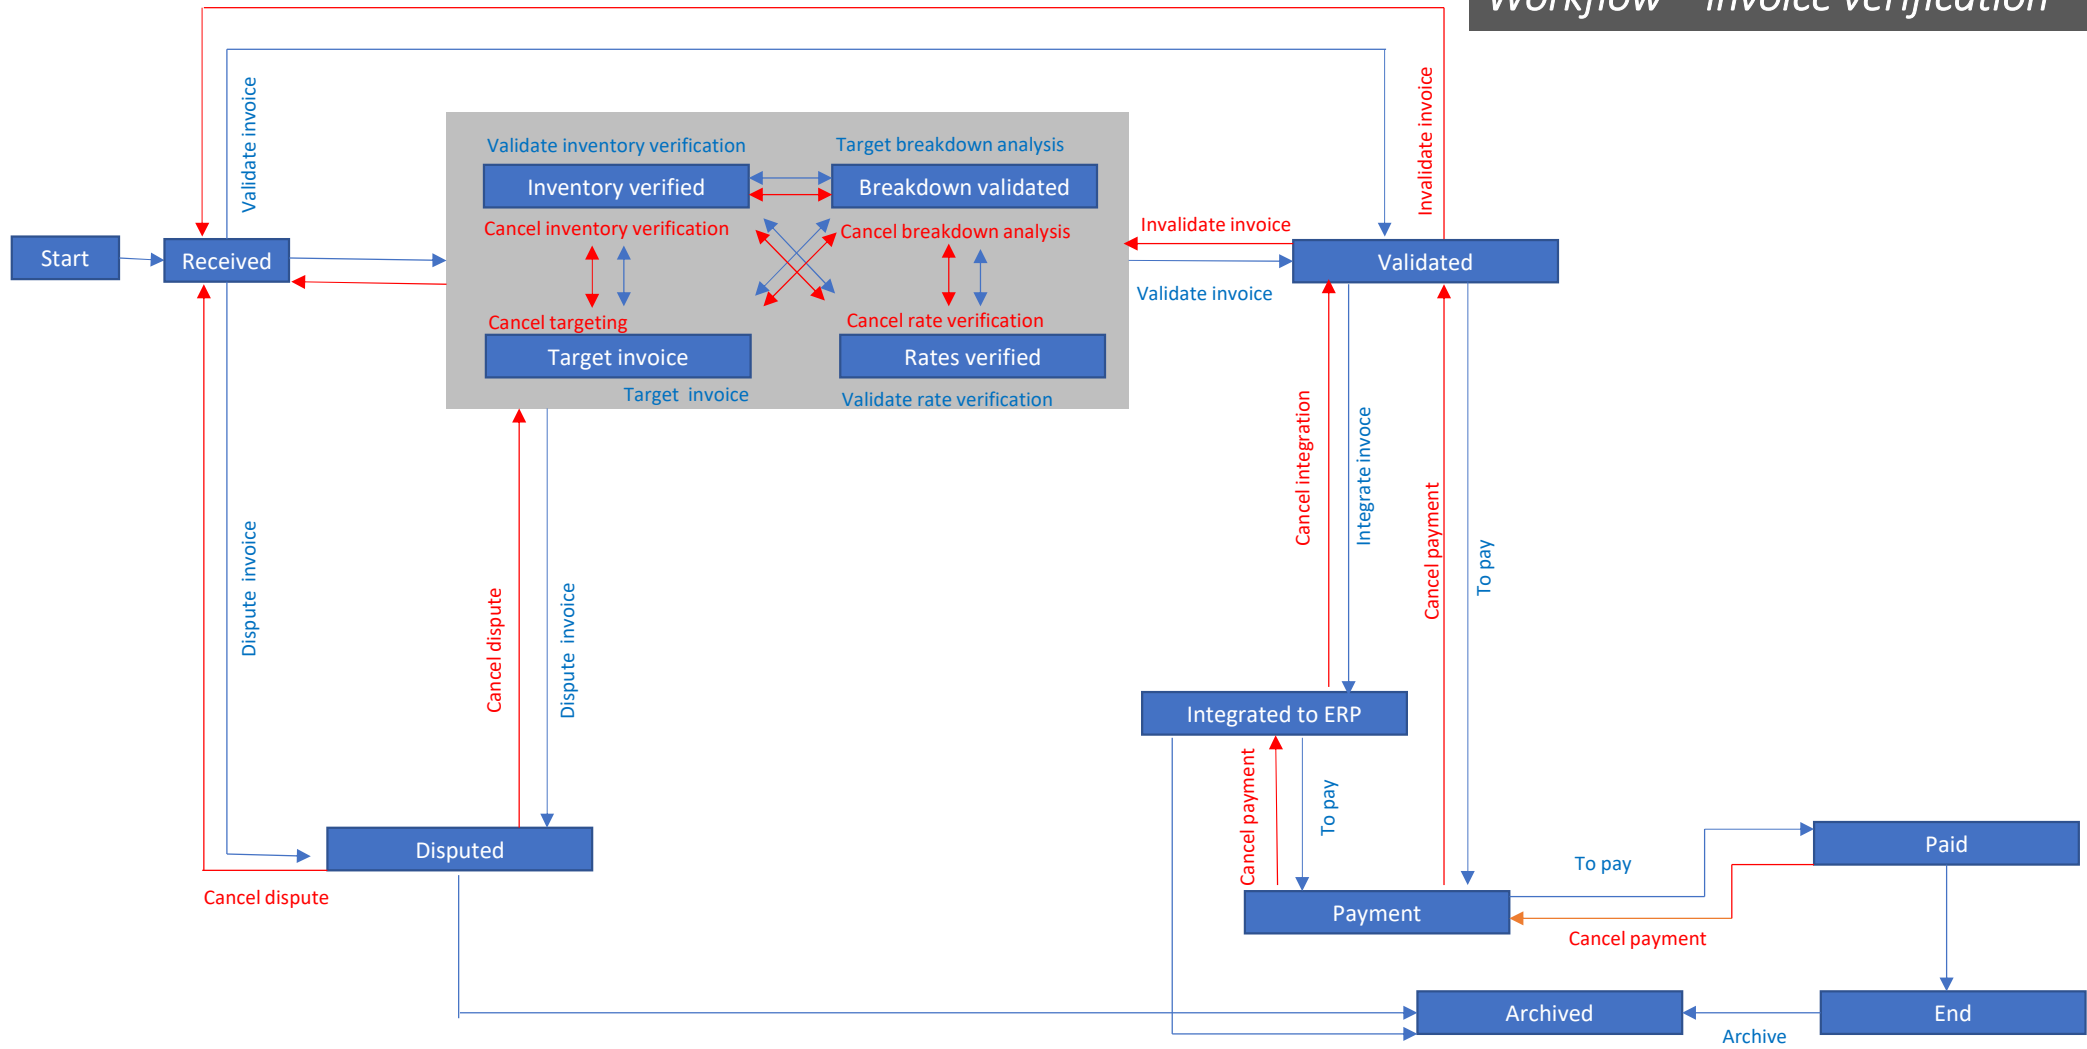 Workflow – Invoice verification
Validate invoice
Invalidate invoice
Validate inventory verification
Target breakdown analysis
Inventory verified
Breakdown validated
Cancel inventory verification
Cancel breakdown analysis
Invalidate invoice
Start
Received
Validated
Validate invoice
Cancel targeting
Cancel rate verification
Target invoice
Rates verified
Target invoice
Validate rate verification
Cancel integration
Integrate invoce
Cancel payment
To pay
Dispute invoice
Cancel dispute
Dispute invoice
Integrated to ERP
Cancel payment
To pay
Disputed
Paid
To pay
Cancel dispute
Payment
Cancel payment
Archived
End
Archive